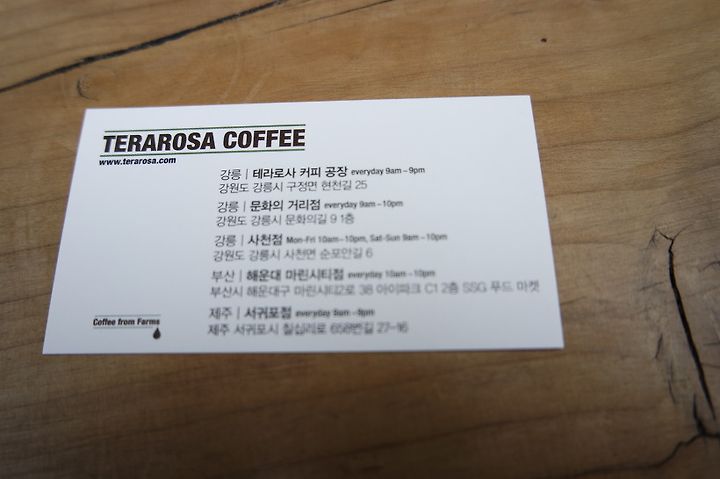 TERAROSA COFFEE
www.terarosa.com
강릉 | 테라로사 커피 공장 everyday 9am~9pm
강원도 강릉시 구정면 현천길 25
강릉 | 문화의 거리점 everyday 9am~10pm
강원도 강릉시 문화의길 9 1층
강릉 | 사천점 Mon-Fri 10am~10pm, Sat-Sun 9am~10pm
강원도 강릉시 사천면 순포안길 6
부산 | 해운대 마린시티점 everyday 10am~10pm
부산시 해운대구 마린시티2로 38 아이파크 C1 2층 SSG 푸드 마켓
제주 | 서귀포점 everyday 9am~9pm
제주 서귀포시 칠십리로 658번길 27-16
Coffee from Farms